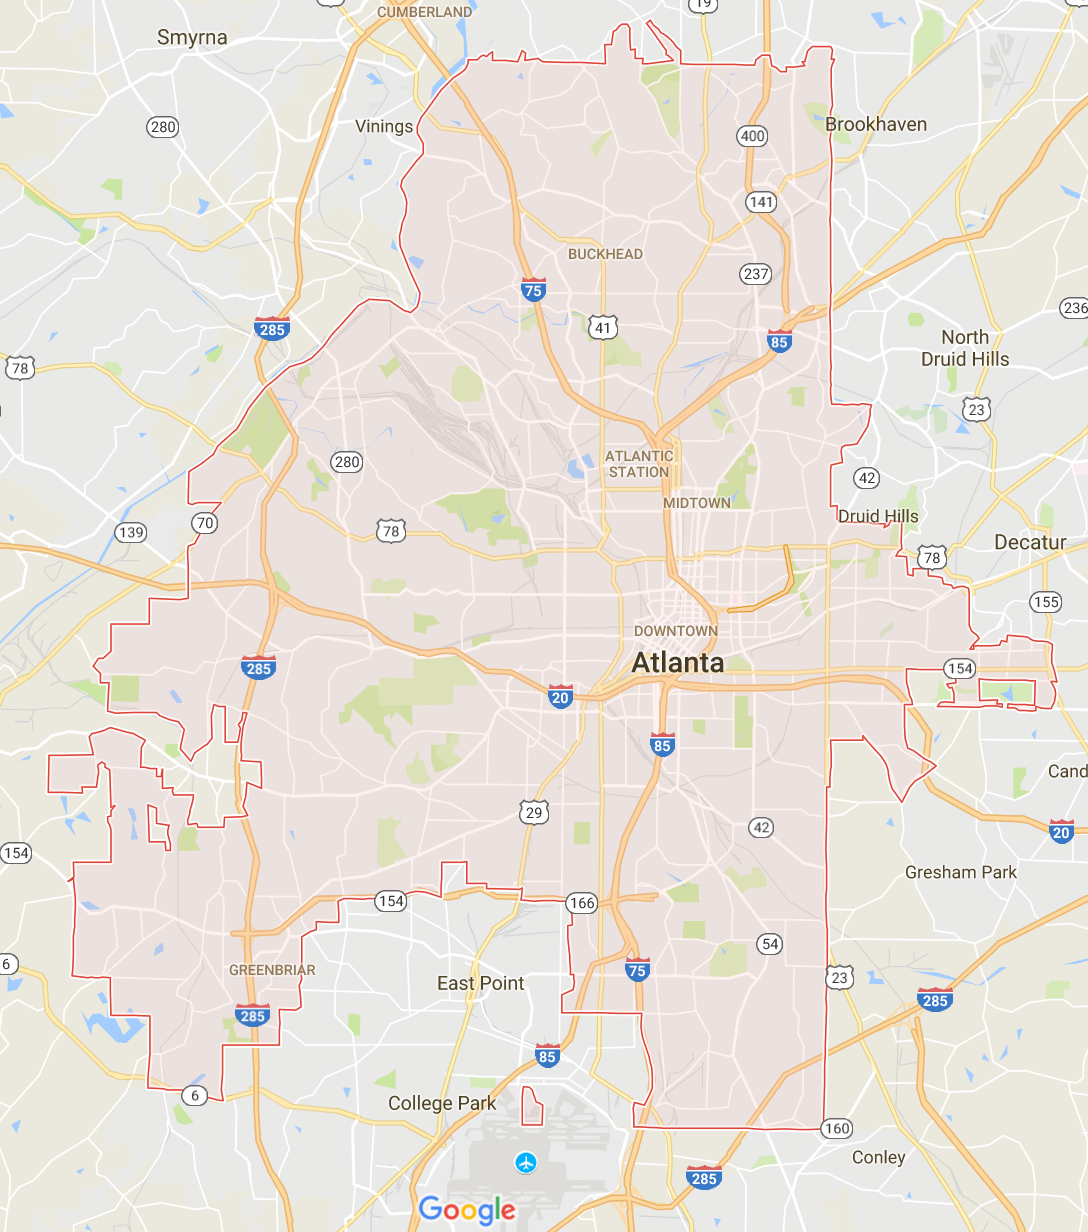 19
CUMBERLAND
Smyrna
280
Vinings
Brookhaven
400
141
BUCKHEAD
237
75
285
41
236
85
North
Druid Hills
78
23
ATLANTIC
STATION
280
42
MIDTOWN
Druid Hills
70
139
78
Decatur
78
155
DOWNTOWN
Atlanta
285
154
20
85
Cand
29
42
20
154
Gresham Park
154
166
54
6
GREENBRIAR
75
23
East Point
285
285
85
6
College Park
160
Conley
285
Google